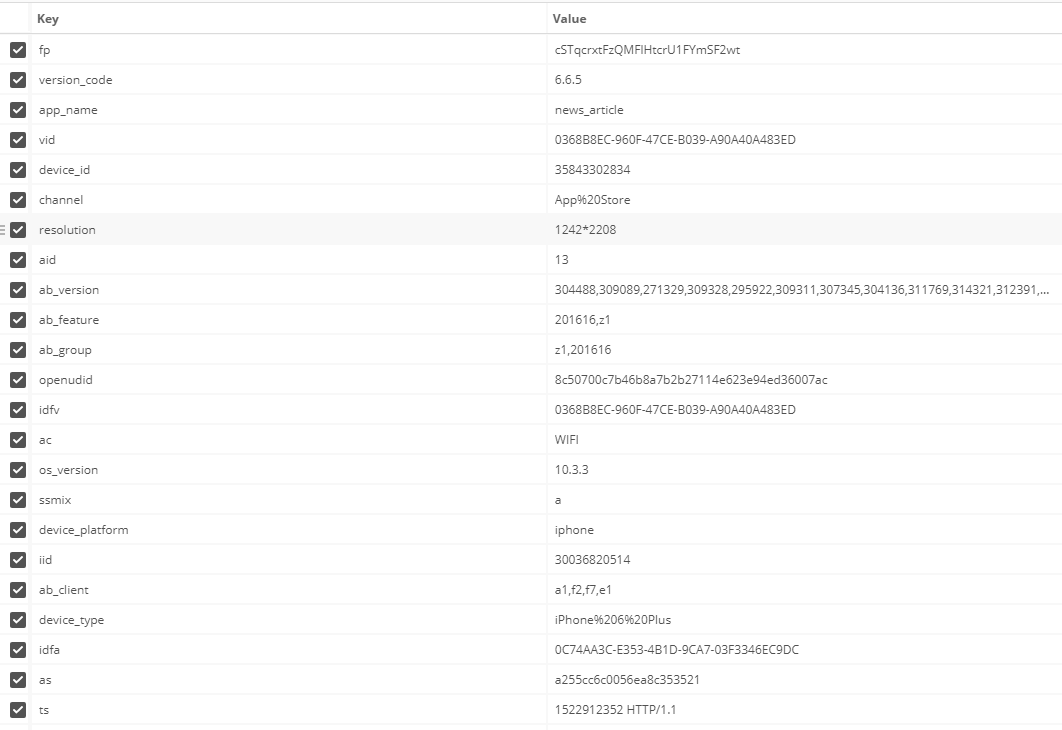 Key Value
fp cSTqcrxtFzQMFIHtcrU1FYmSF2wt
version_code 6.6.5
app_name news_article
vid 0368B8EC-960F-47CE-B039-A90A40A483ED
device_id 35843302834
channel App%20Store
resolution 1242*2208
aid 13
ab_version 304488,309089,271329,309328,295922,309311,307345,304136,311769,314321,312391,...
ab_feature 201616,z1
ab_group z1,201616
openudid 8c50700c7b46b8a7b2b27114e623e94ed36007ac
idfv 0368B8EC-960F-47CE-B039-A90A40A483ED
ac WIFI
os_version 10.3.3
ssmix a
device_platform iphone
iid 30036820514
ab_client a1,f2,f7,e1
device_type iPhone%206%20Plus
idfa 0C74AA3C-E353-4B1D-9CA7-03F3346EC9DC
as a255cc6c0056ea8c353521
ts 1522912352 HTTP/1.1